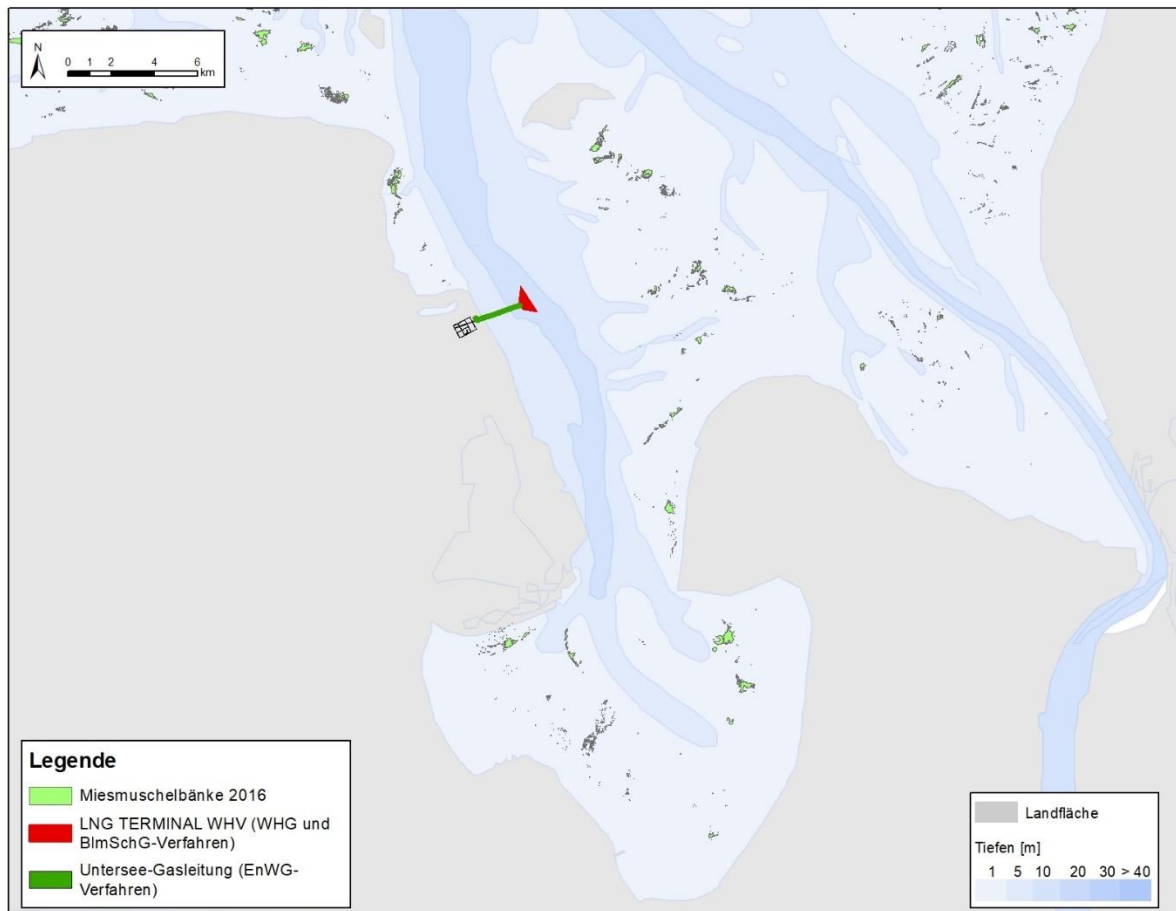 N
0 1 2 4 6
km
Legende
Miesmuschelbänke 2016
LNG TERMINAL WHV (WHG und
BImSchG-Verfahren)
Untersee-Gasleitung (EnWG-
Verfahren)
Landfläche
Tiefen [m]
1 5 10 20 30 > 40